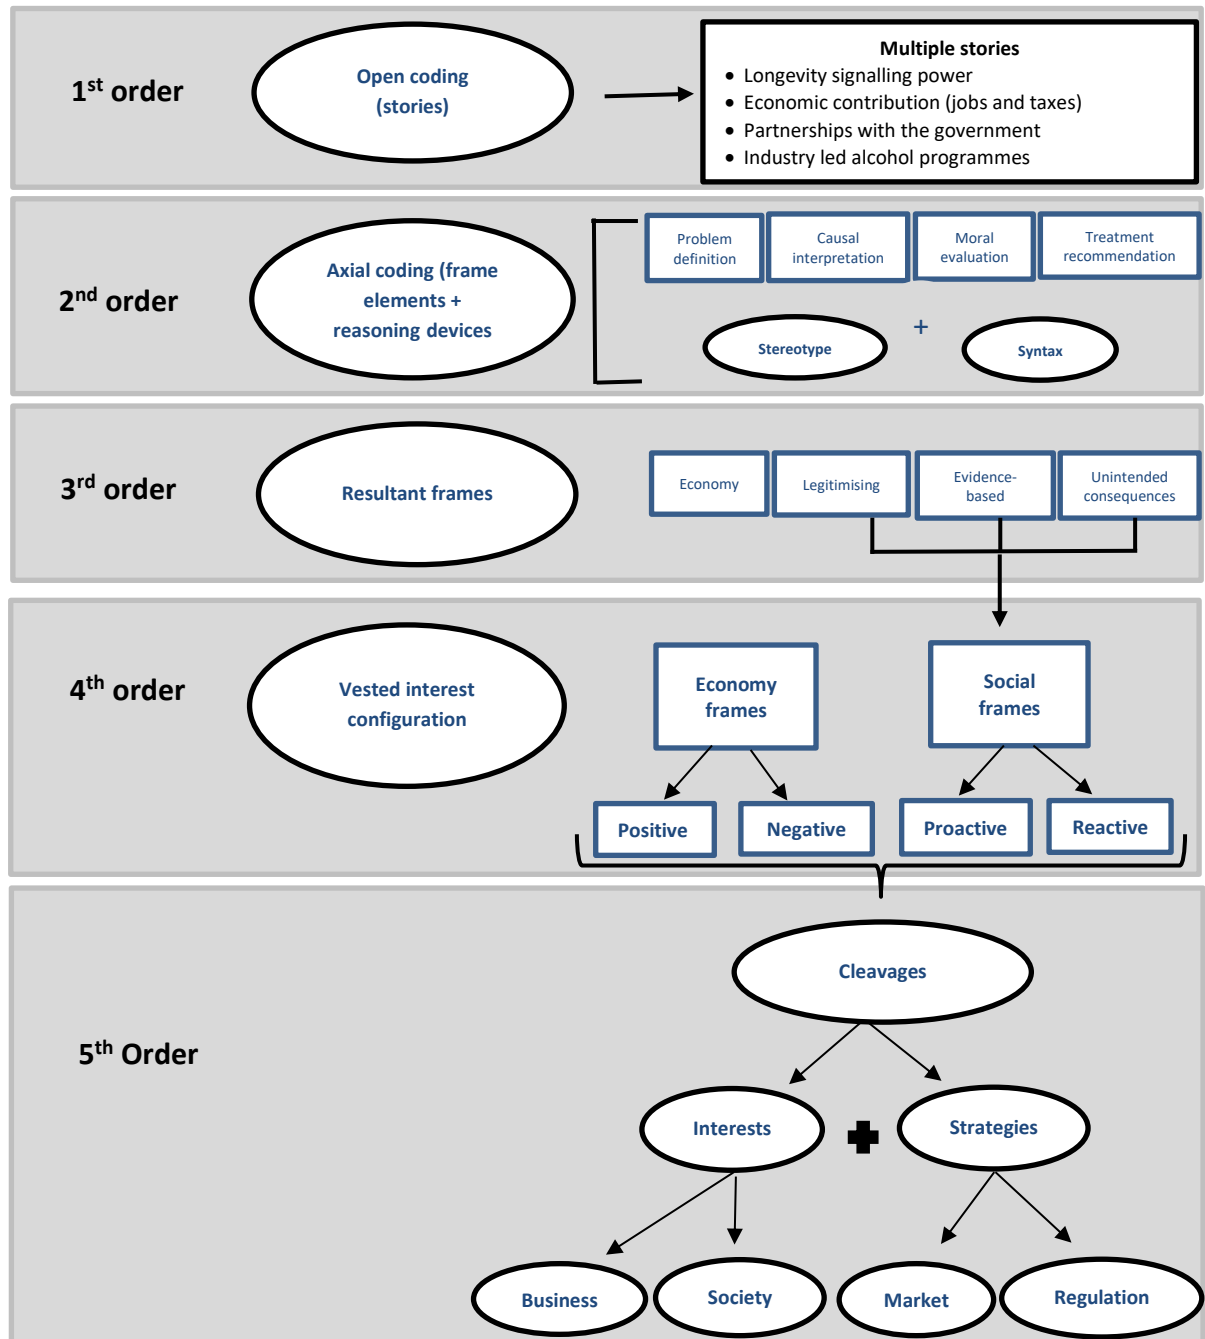 1st order
Open coding
(stories)
Multiple stories
• Longevity signalling power
• Economic contribution (jobs and taxes)
• Partnerships with the government
• Industry led alcohol programmes
2nd order
Axial coding (frame
elements +
reasoning devices
Problem
definition
Causal
interpretation
Moral
evaluation
Treatment
recommendation
+
Stereotype
Syntax
3rd order
Resultant frames
Economy
Legitimising
Evidence-
based
Unintended
consequences
4th order
Vested interest
configuration
Economy
frames
Social
frames
Positive
Negative
Proactive
Reactive
5th Order
Cleavages
Interests
Strategies
Business
Society
Market
Regulation